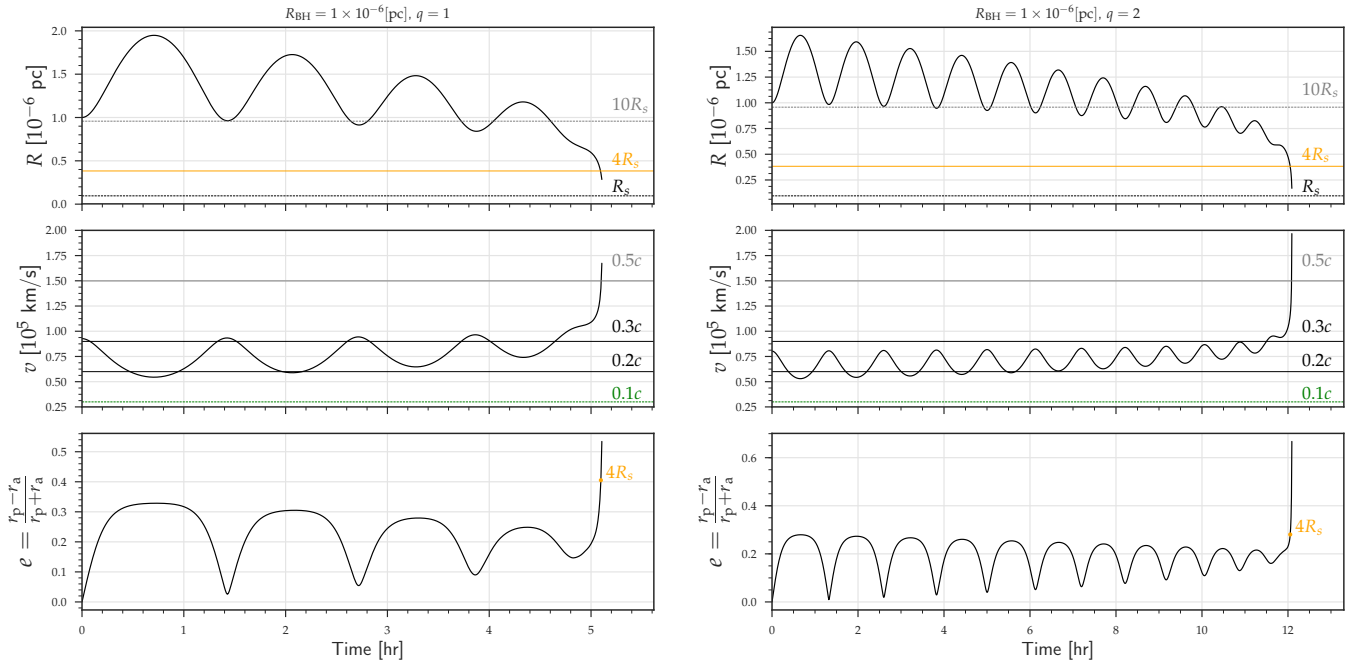 R_BH = 1 × 10^−6[pc], q = 1
2.0
1.5
1.0
0.5
0.0
R [10^−6 pc]
10R_s
4R_s
R_s
2.00
1.75
1.50
1.25
1.00
0.75
0.50
0.25
v [10^5 km/s]
0.5c
0.3c
0.2c
0.1c
0.5
0.4
0.3
0.2
0.1
0.0
e = (r_p−r_a)/(r_p+r_a)
4R_s
0 1 2 3 4 5
Time [hr]
R_BH = 1 × 10^−6[pc], q = 2
1.50
1.25
1.00
0.75
0.50
0.25
R [10^−6 pc]
10R_s
4R_s
R_s
2.00
1.75
1.50
1.25
1.00
0.75
0.50
0.25
v [10^5 km/s]
0.5c
0.3c
0.2c
0.1c
0.6
0.4
0.2
0.0
e = (r_p−r_a)/(r_p+r_a)
4R_s
0 2 4 6 8 10 12
Time [hr]